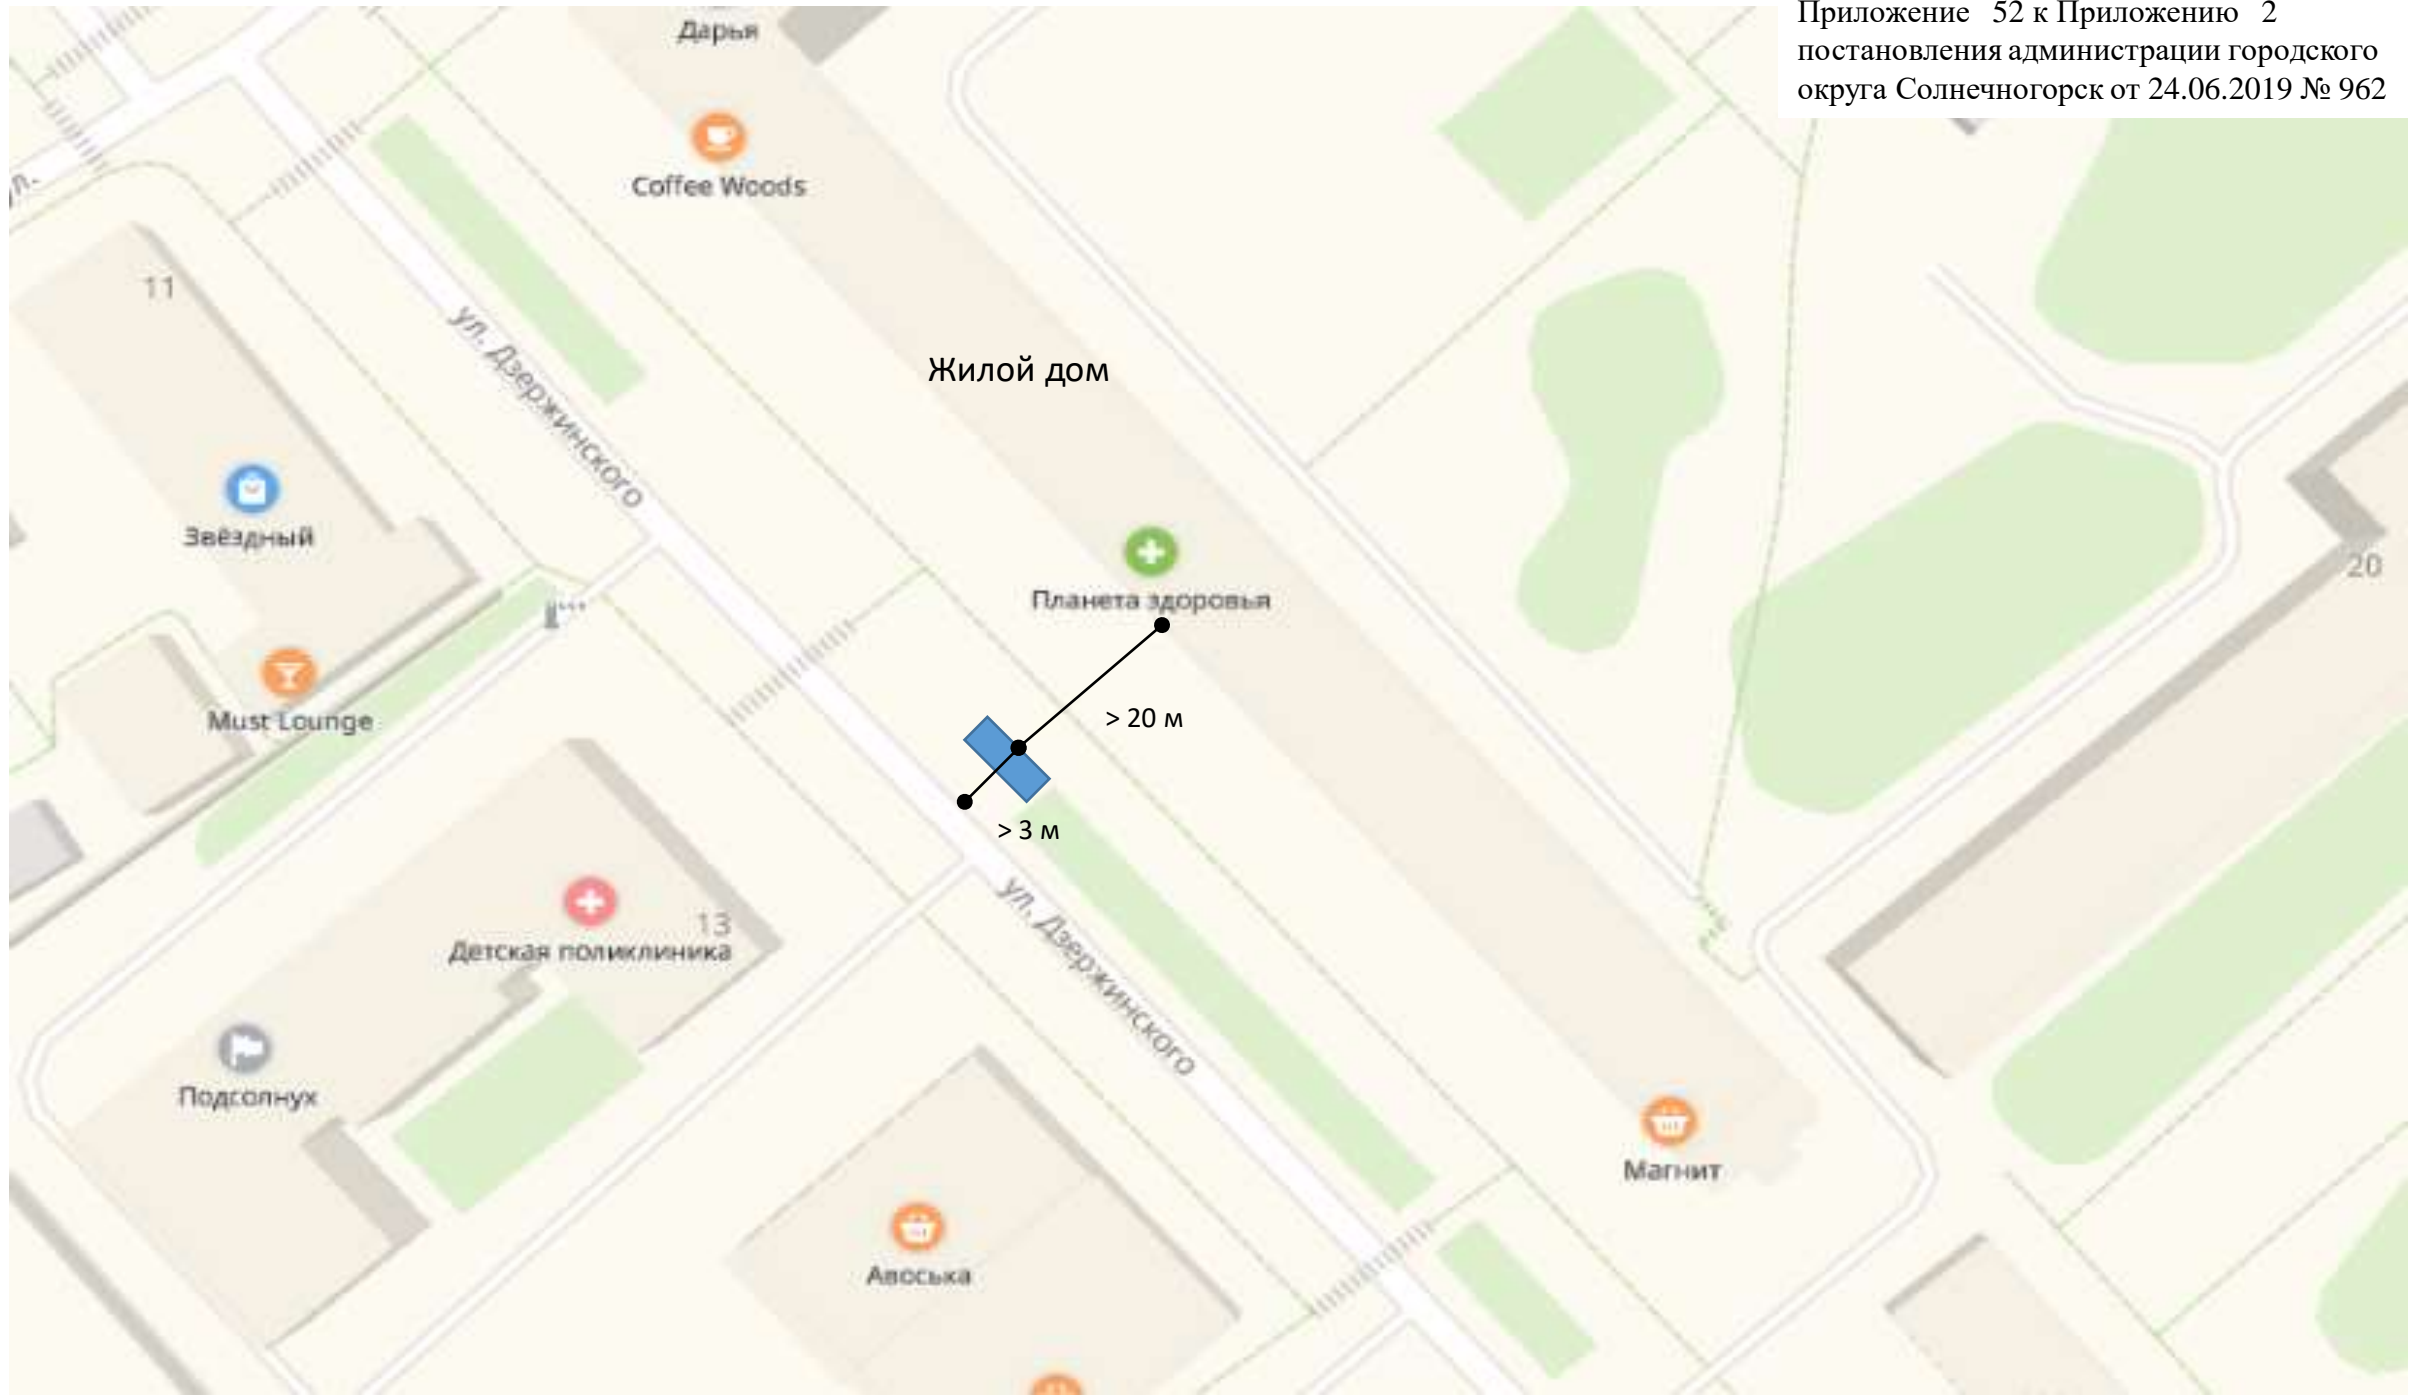 Приложение 52 к Приложению 2
постановления администрации городского
округа Солнечногорск от 24.06.2019 № 962
Дарья
Coffee Woods
л.
11
ул. Дзержинского
Жилой дом
Звёздный
20
Планета здоровья
Must Lounge
> 20 м
> 3 м
ул. Дзержинского
13
Детская поликлиника
Подсолнух
Магнит
Авоська